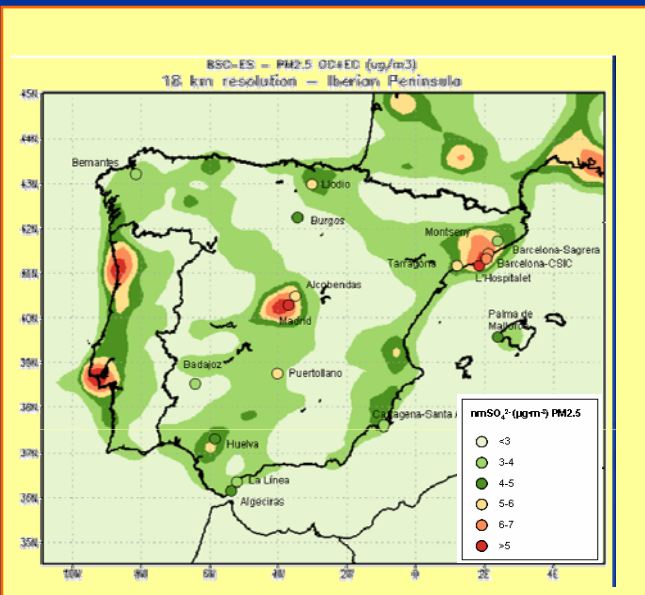 BSC-ES – PM2.5 OC+EC (ug/m3)
18 km resolution – Iberian Peninsula
45N
44N
Bemantes
43N
Llodio
Burgos
42N
Montseny
Barcelona-Sagrera
41N
Tarragona
Barcelona-CSIC
L'Hospitalet
Alcobendas
40N
Madrid
Palma de
Mallorca
39N
Badajoz
Puertollano
38N
Cartagena-Santa A
37N
Huelva
La Línea
36N
Algeciras
35N
10W
8W
6W
4W
2W
0
2E
4E
nmSO₄²⁻ (µg·m⁻³) PM2.5
<3
3-4
4-5
5-6
6-7
>5